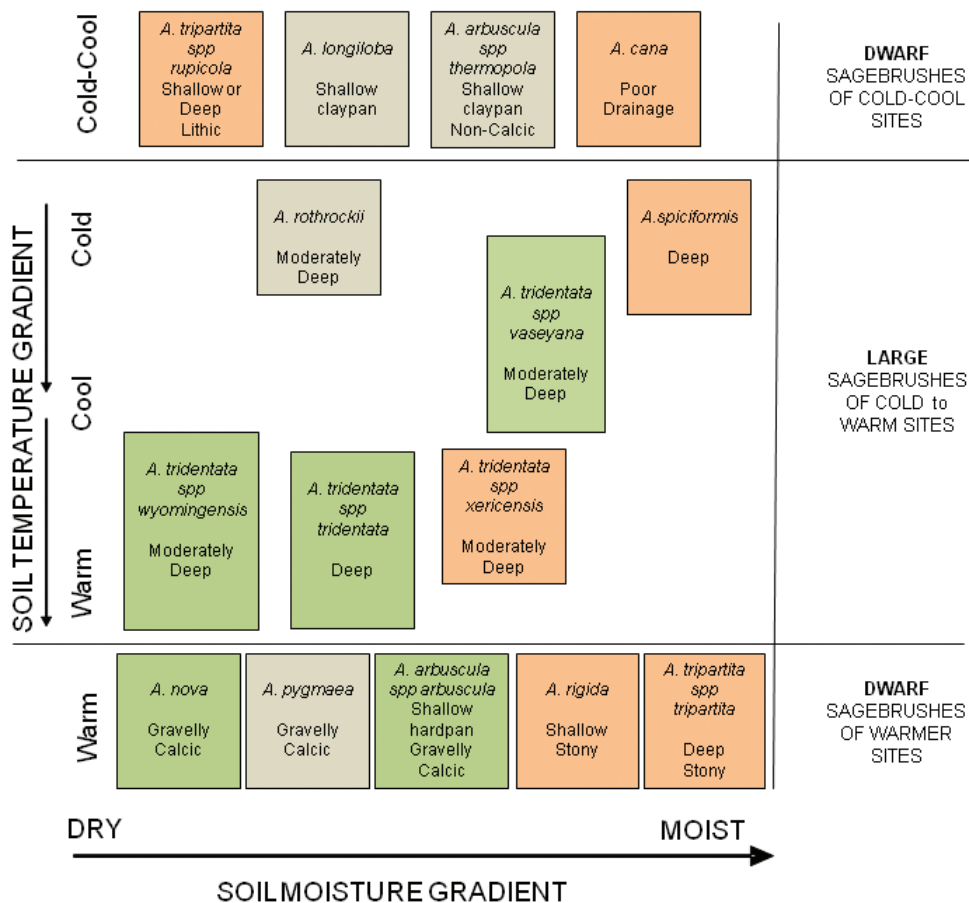 SOIL TEMPERATURE GRADIENT
Cold-Cool
A. tripartita
spp
rupicola
Shallow or
Deep
Lithic
A. longiloba
Shallow
claypan
A. arbuscula
spp
thermopola
Shallow
claypan
Non-Calcic
A. cana
Poor
Drainage
DWARF
SAGEBRUSHES
OF COLD-COOL
SITES
Cold
Cool
Warm
A. rothrockii
Moderately
Deep
A.spiciformis
Deep
A. tridentata
spp
vaseyana
Moderately
Deep
A. tridentata
spp
wyomingensis
Moderately
Deep
A. tridentata
spp
tridentata
Deep
A. tridentata
spp
xericensis
Moderately
Deep
LARGE
SAGEBRUSHES
OF COLD to
WARM SITES
Warm
A. nova
Gravelly
Calcic
A. pygmaea
Gravelly
Calcic
A. arbuscula
spp arbuscula
Shallow
hardpan
Gravelly
Calcic
A. rigida
Shallow
Stony
A. tripartita
spp
tripartita
Deep
Stony
DWARF
SAGEBRUSHES
OF WARMER
SITES
DRY
MOIST
SOIL MOISTURE GRADIENT